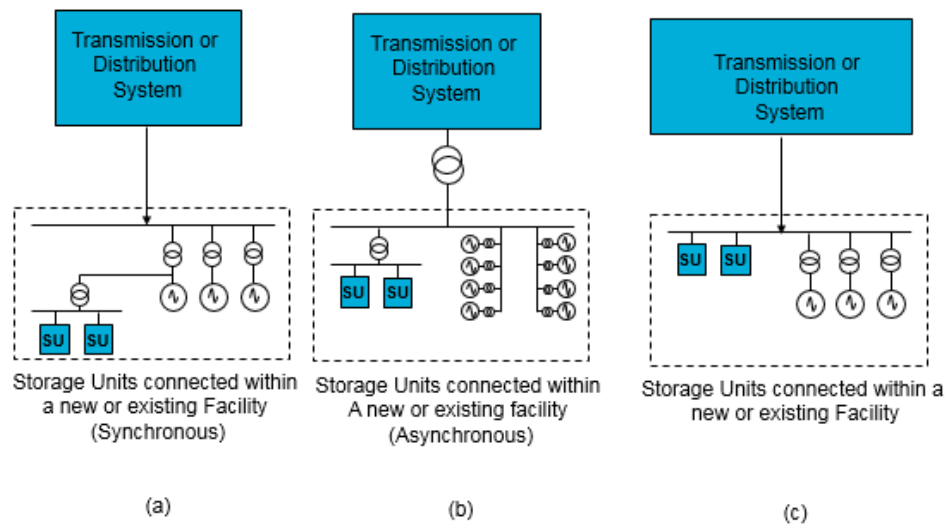 Transmission or
Distribution
System
Transmission or
Distribution
System
Transmission or
Distribution
System
SU SU
SU SU
SU SU
Storage Units connected within
a new or existing Facility
(Synchronous)
Storage Units connected within
A new or existing facility
(Asynchronous)
Storage Units connected within a
new or existing Facility
(a)
(b)
(c)